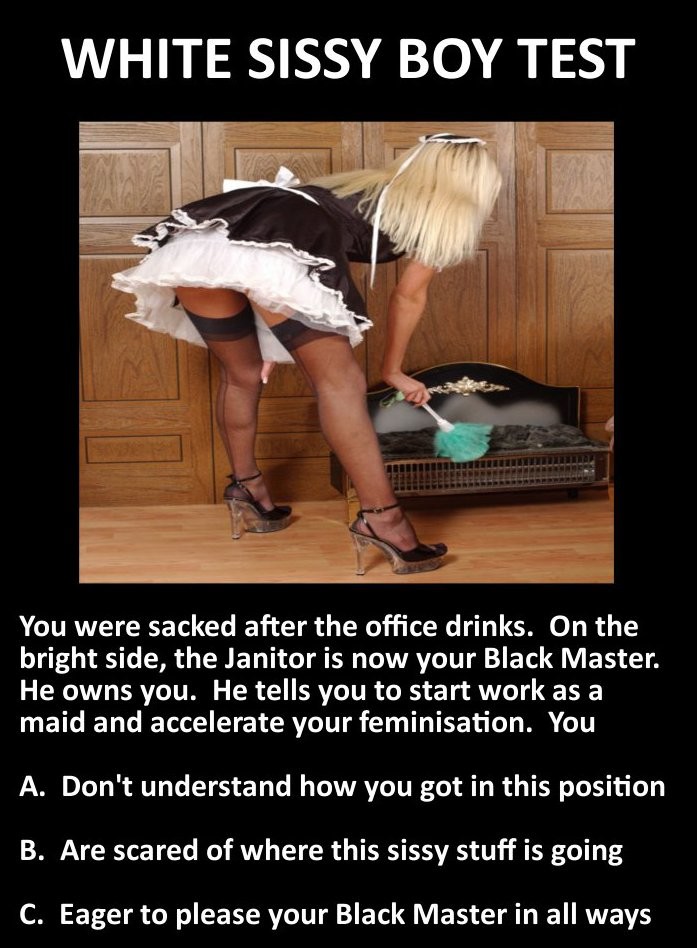 WHITE SISSY BOY TEST
You were sacked after the office drinks.  On the
bright side, the Janitor is now your Black Master.
He owns you.  He tells you to start work as a
maid and accelerate your feminisation.  You
A.  Don't understand how you got in this position
B.  Are scared of where this sissy stuff is going
C.  Eager to please your Black Master in all ways